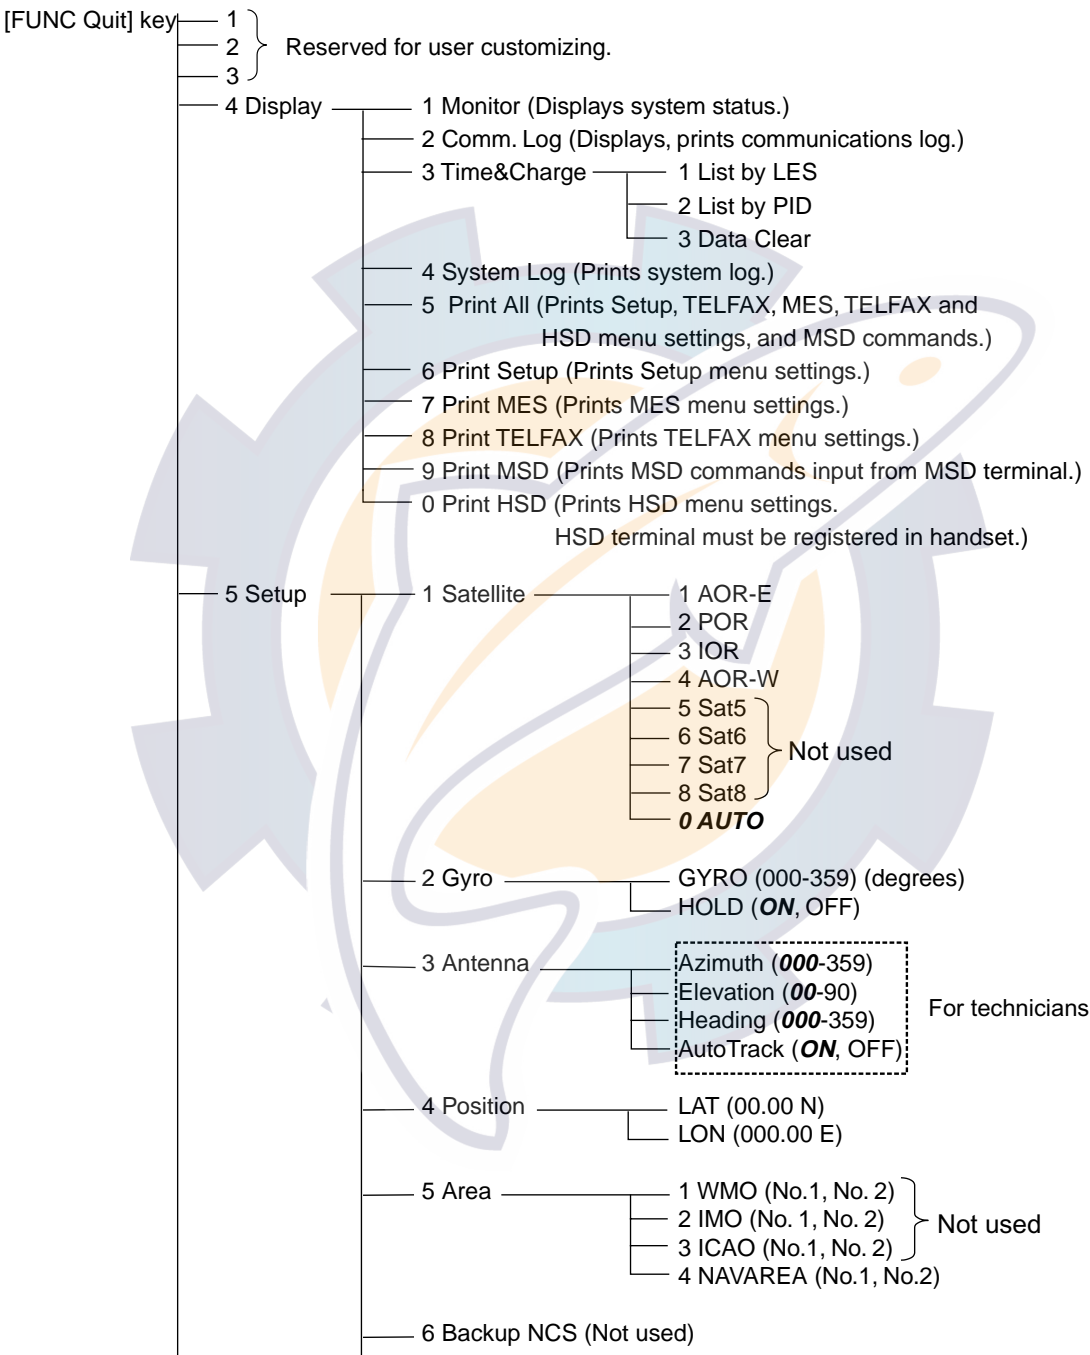 [FUNC Quit] key
1
2
3
Reserved for user customizing.
4 Display
1 Monitor (Displays system status.)
2 Comm. Log (Displays, prints communications log.)
3 Time&Charge
1 List by LES
2 List by PID
3 Data Clear
4 System Log (Prints system log.)
5 Print All (Prints Setup, TELFAX, MES, TELFAX and
HSD menu settings, and MSD commands.)
6 Print Setup (Prints Setup menu settings.)
7 Print MES (Prints MES menu settings.)
8 Print TELFAX (Prints TELFAX menu settings.)
9 Print MSD (Prints MSD commands input from MSD terminal.)
0 Print HSD (Prints HSD menu settings.
HSD terminal must be registered in handset.)
5 Setup
1 Satellite
1 AOR-E
2 POR
3 IOR
4 AOR-W
5 Sat5
6 Sat6
7 Sat7
8 Sat8
Not used
0 AUTO
2 Gyro
GYRO (000-359) (degrees)
HOLD (ON, OFF)
3 Antenna
Azimuth (000-359)
Elevation (00-90)
Heading (000-359)
AutoTrack (ON, OFF)
For technicians
4 Position
LAT (00.00 N)
LON (000.00 E)
5 Area
1 WMO (No.1, No. 2)
2 IMO (No. 1, No. 2)
3 ICAO (No.1, No. 2)
Not used
4 NAVAREA (No.1, No.2)
6 Backup NCS (Not used)